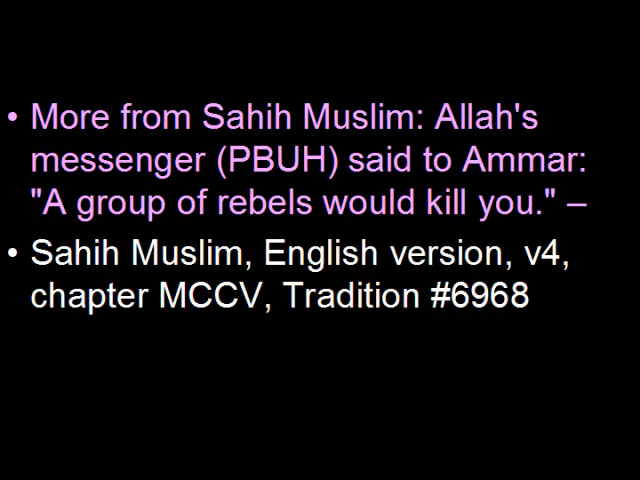 • More from Sahih Muslim: Allah's
messenger (PBUH) said to Ammar:
"A group of rebels would kill you." –
• Sahih Muslim, English version, v4,
chapter MCCV, Tradition #6968